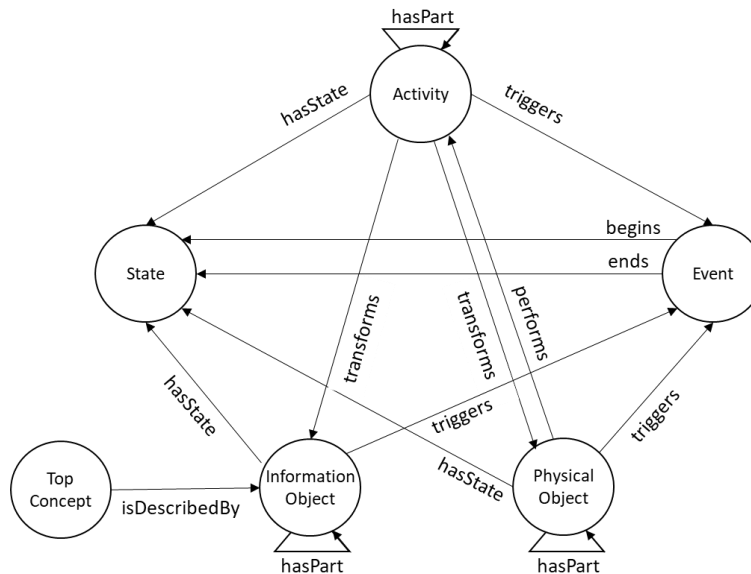 hasPart
Activity
hasState
triggers
begins
State
ends
Event
transforms
transforms
performs
hasState
triggers
triggers
hasState
Top
Concept
isDescribedBy
Information
Object
Physical
Object
hasPart
hasPart